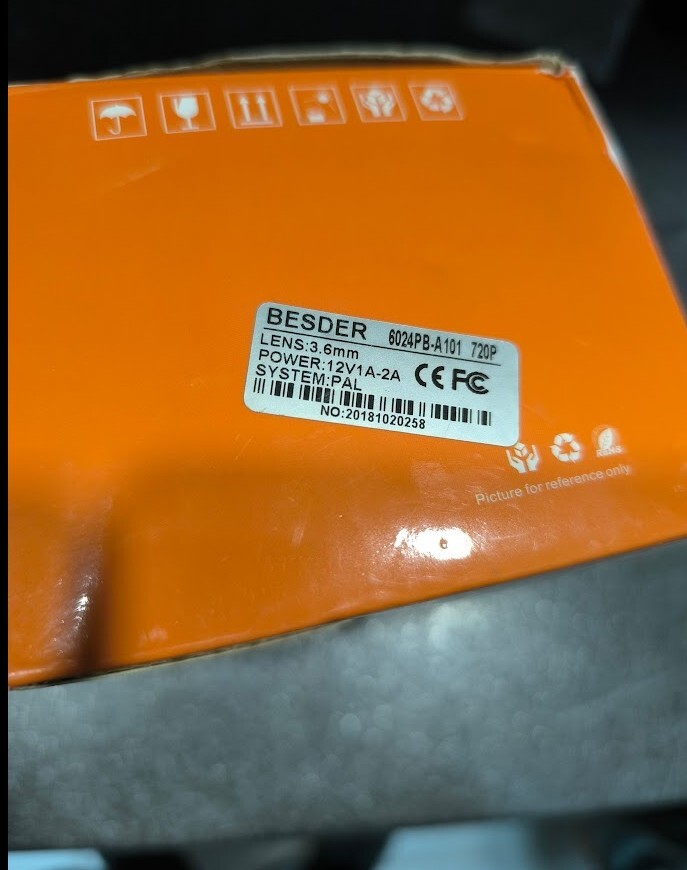 BESDER 6024PB-A101 720P
LENS:3.6mm
POWER:12V1A-2A
SYSTEM:PAL
CE FC
NO:20181020258
RoHS
Picture for reference only